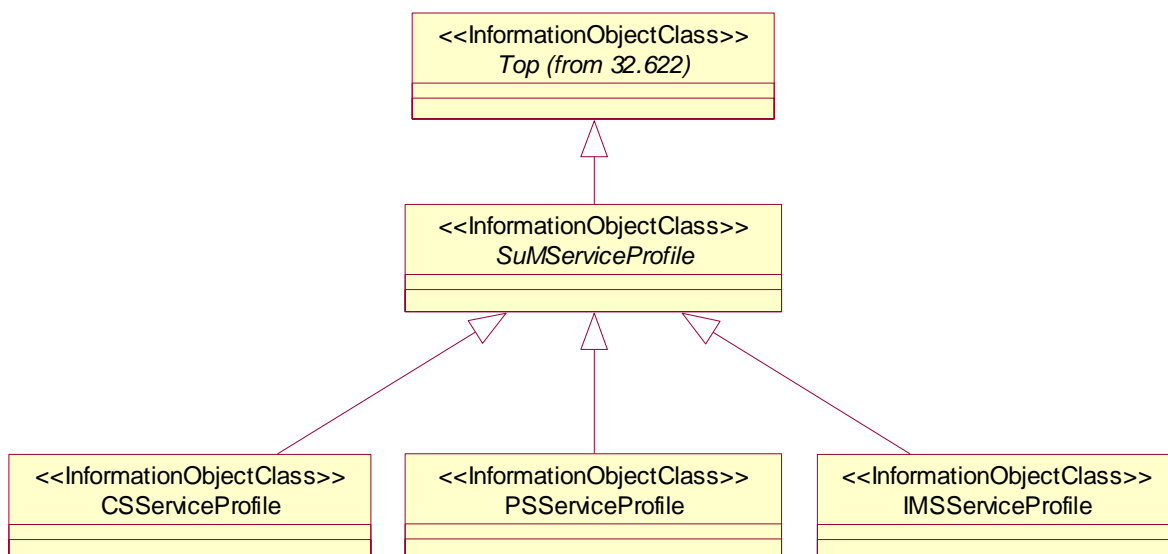 <<InformationObjectClass>>
Top (from 32.622)
<<InformationObjectClass>>
SuMServiceProfile
<<InformationObjectClass>>
CSServiceProfile
<<InformationObjectClass>>
PSServiceProfile
<<InformationObjectClass>>
IMSServiceProfile